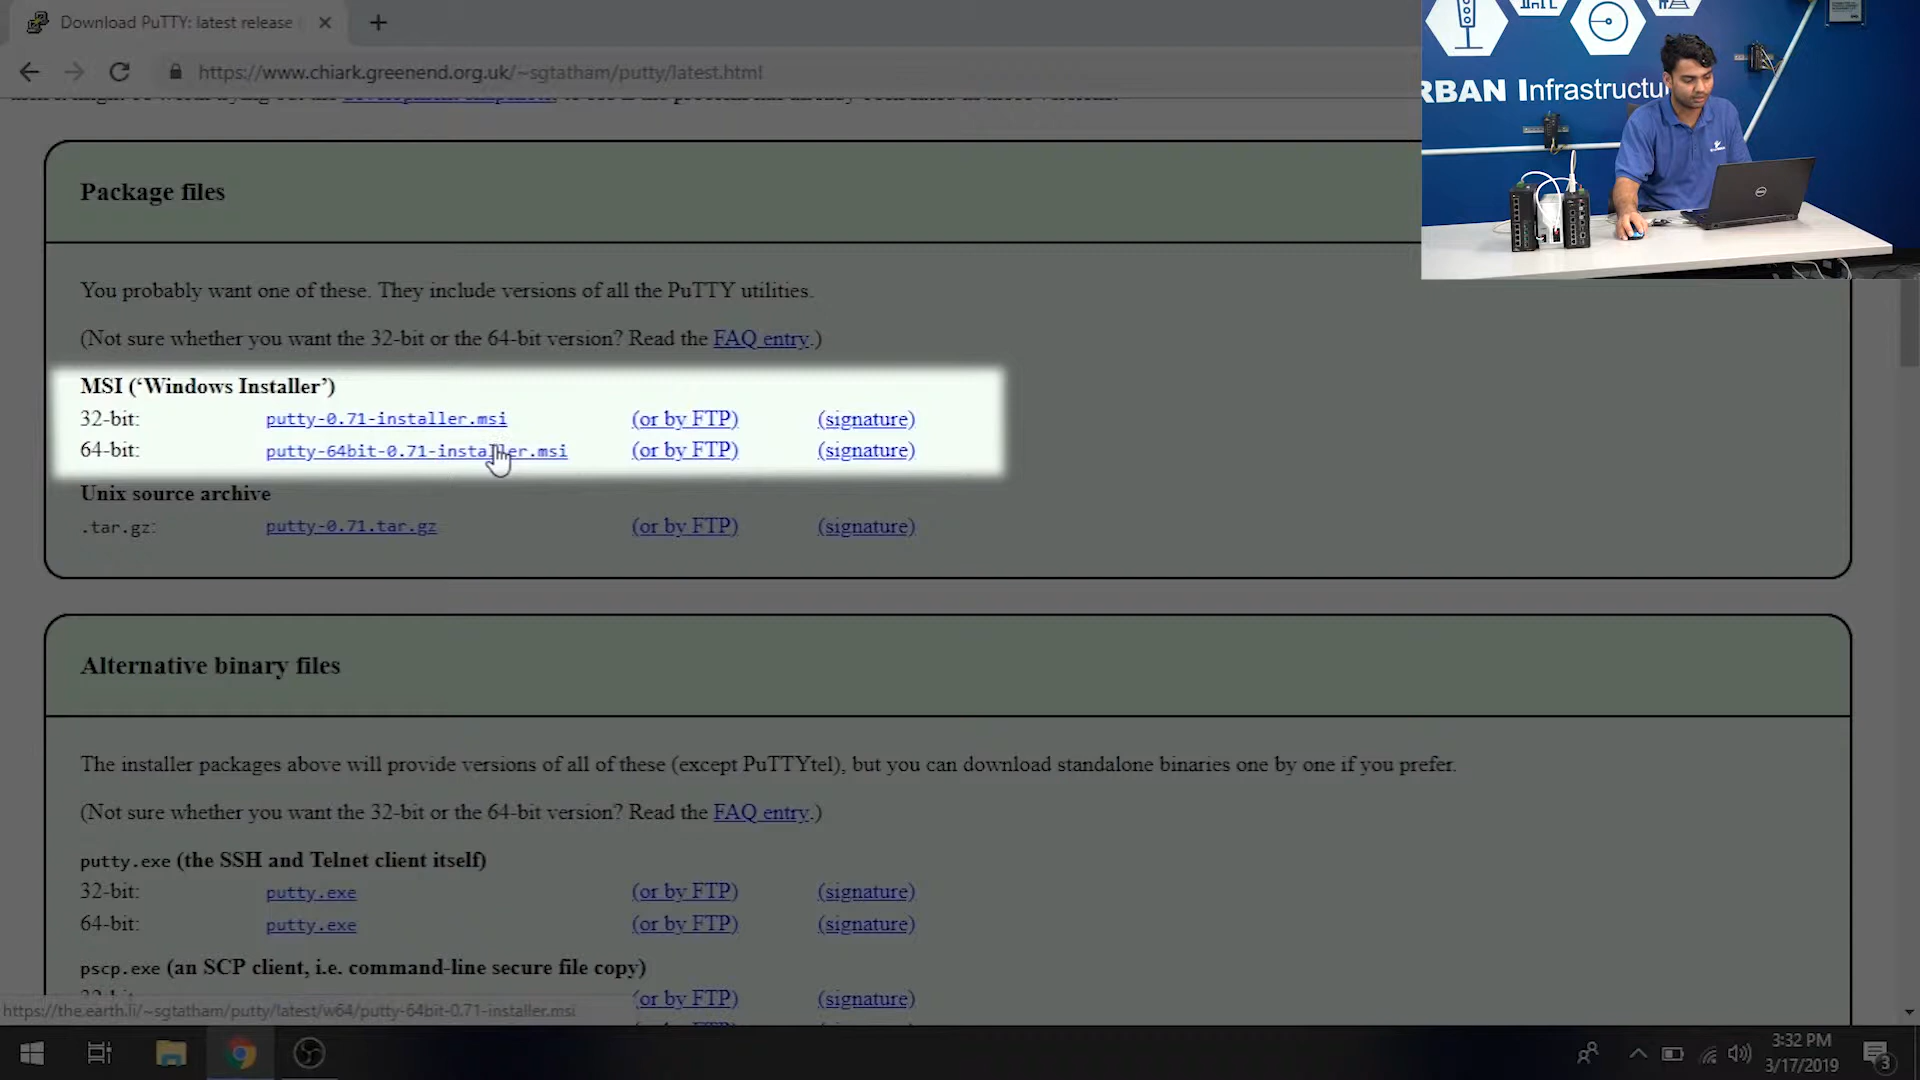 Download PuTTY: latest release
https://www.chiark.greenend.org.uk/~sgtatham/putty/latest.html
RBAN Infrastructu
Package files
You probably want one of these. They include versions of all the PuTTY utilities.
(Not sure whether you want the 32-bit or the 64-bit version? Read the FAQ entry.)
MSI (‘Windows Installer’)
32-bit: putty-0.71-installer.msi (or by FTP) (signature)
64-bit: putty-64bit-0.71-installer.msi (or by FTP) (signature)
Unix source archive
.tar.gz: putty-0.71.tar.gz (or by FTP) (signature)
Alternative binary files
The installer packages above will provide versions of all of these (except PuTTYtel), but you can download standalone binaries one by one if you prefer.
(Not sure whether you want the 32-bit or the 64-bit version? Read the FAQ entry.)
putty.exe (the SSH and Telnet client itself)
32-bit: putty.exe (or by FTP) (signature)
64-bit: putty.exe (or by FTP) (signature)
pscp.exe (an SCP client, i.e. command-line secure file copy)
32-bit (or by FTP) (signature)
https://the.earth.li/~sgtatham/putty/latest/w64/putty-64bit-0.71-installer.msi
3:32 PM
3/17/2019
3